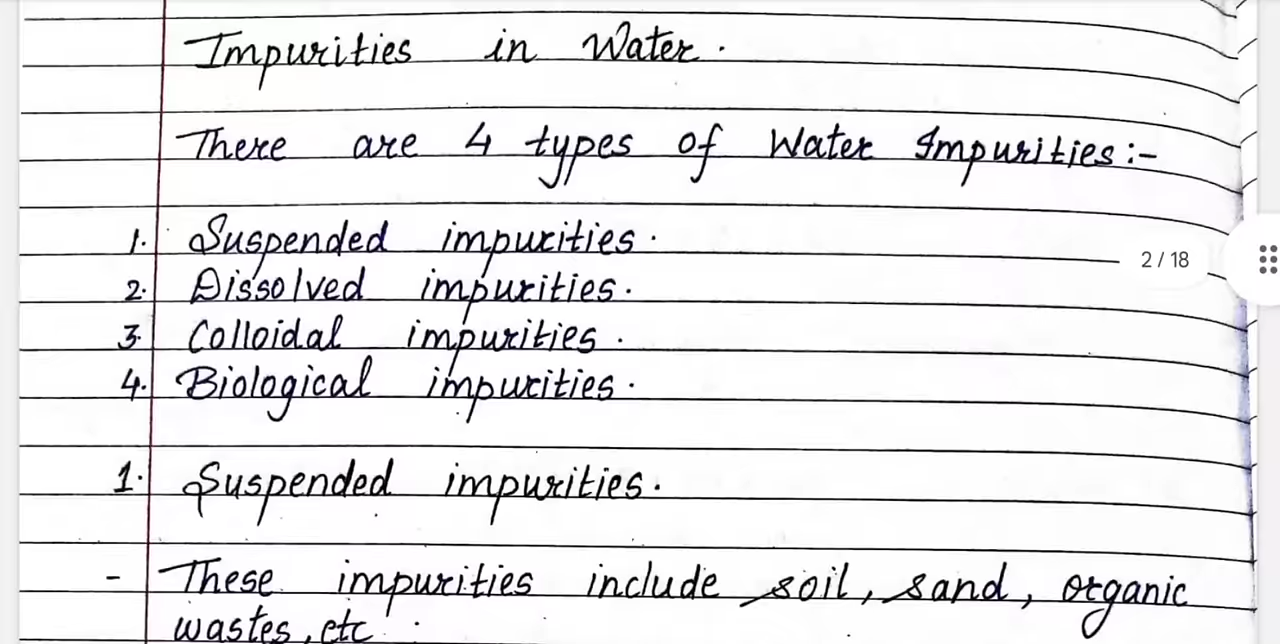 Impurities in Water.
There are 4 types of Water Impurities:-
1. Suspended impurities.
2. Dissolved impurities.
3. Colloidal impurities.
4. Biological impurities.
2 / 18
1. Suspended impurities.
- These impurities include soil, sand, organic
wastes, etc.